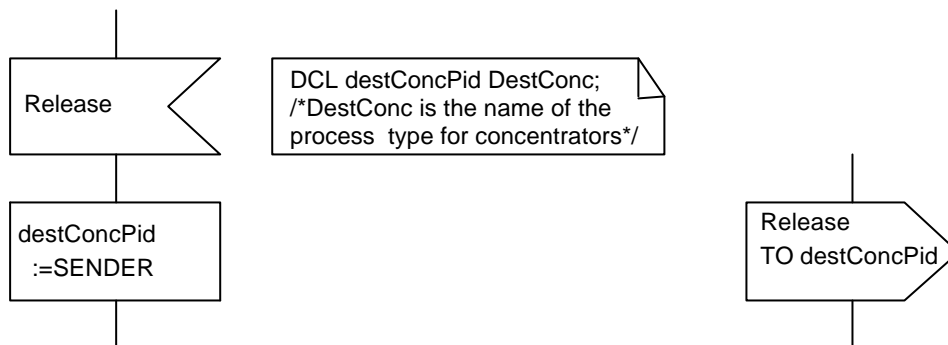 Release
DCL destConcPid DestConc;
/*DestConc is the name of the
process type for concentrators*/
destConcPid
:=SENDER
Release
TO destConcPid